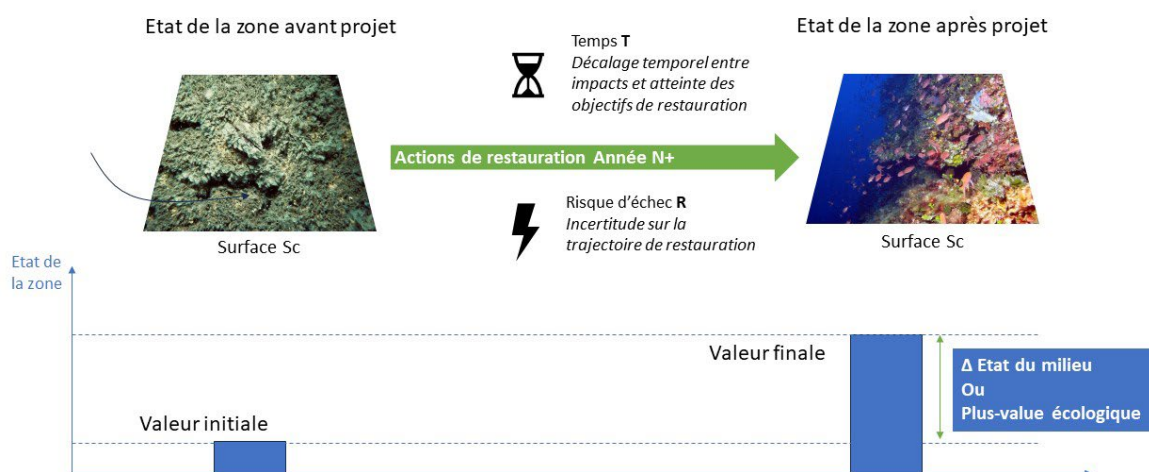 Etat de la zone avant projet
Etat de la zone après projet
Temps T
Décalage temporel entre
impacts et atteinte des
objectifs de restauration
Actions de restauration Année N+
Risque d'échec R
Incertitude sur la
trajectoire de restauration
Surface Sc
Surface Sc
Etat de
la zone
Valeur finale
Δ Etat du milieu
Ou
Plus-value écologique
Valeur initiale